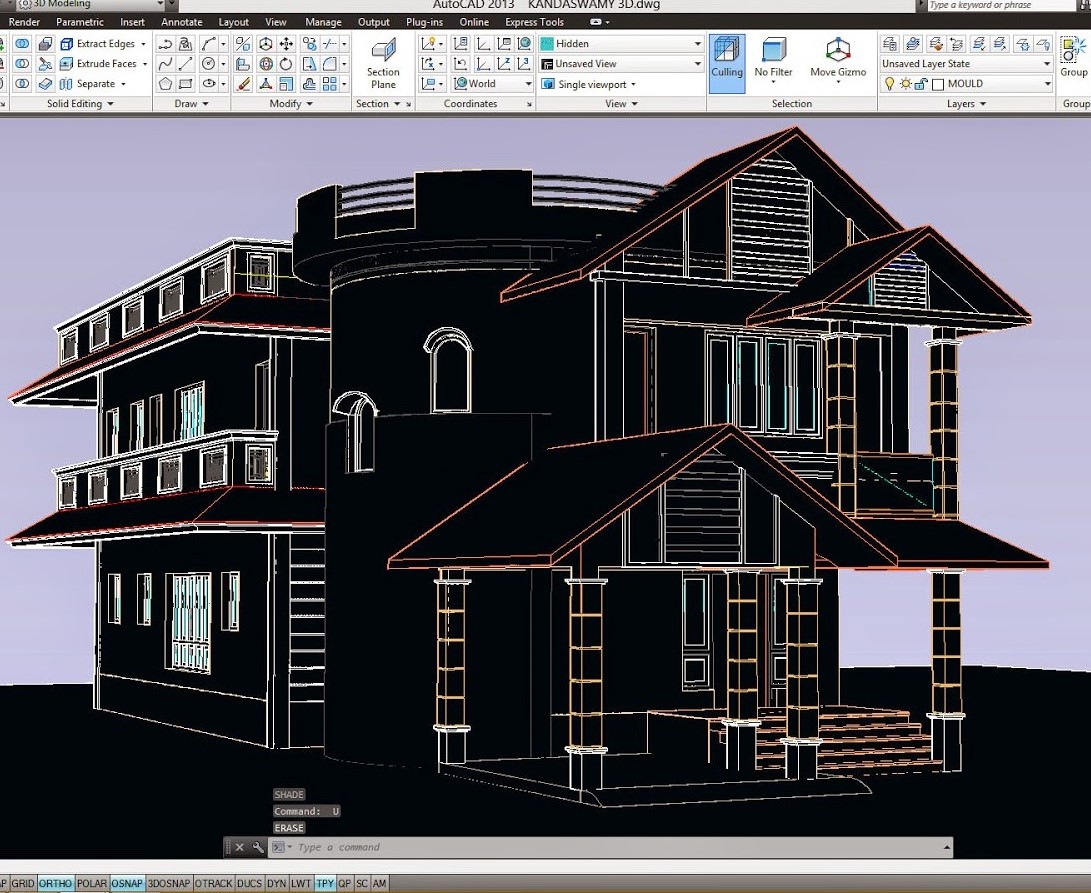 3D Modeling AutoCAD 2013 KANDASWAMY 3D.dwg Type a keyword or phrase
Render Parametric Insert Annotate Layout View Manage Output Plug-ins Online Express Tools
Extract Edges
Extrude Faces
Separate
Section
Plane
Hidden
Unsaved View
World
Single viewport
Culling
No Filter
Move Gizmo
Unsaved Layer State
MOULD
Group
Solid Editing Draw Modify Section Coordinates View Selection Layers Group
SHADE
Command: U
ERASE
Type a command
AP GRID ORTHO POLAR OSNAP 3DOSNAP OTRACK DUCS DYN LWT TPY QP SC AM